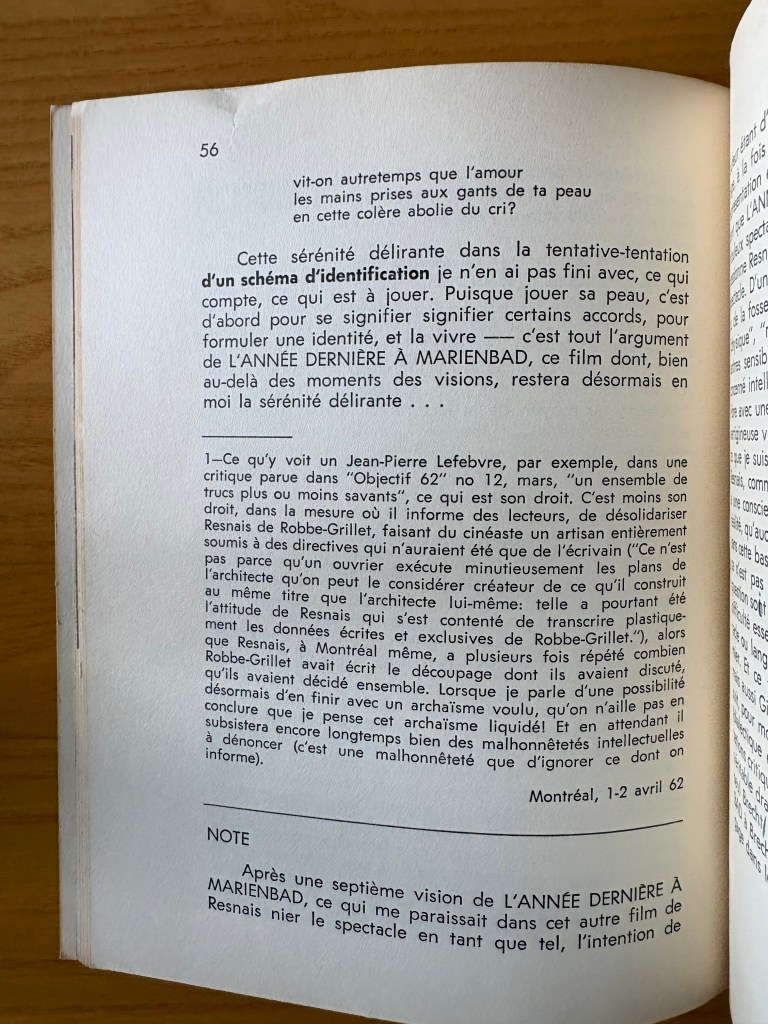 56
vit-on autretemps que l'amour
les mains prises aux gants de ta peau
en cette colère abolie du cri?
Cette sérénité délirante dans la tentative-tentation
d'un schéma d'identification je n'en ai pas fini avec, ce qui
compte, ce qui est à jouer. Puisque jouer sa peau, c'est
d'abord pour se signifier signifier certains accords, pour
formuler une identité, et la vivre —— c'est tout l'argument
de L'ANNÉE DERNIÈRE À MARIENBAD, ce film dont, bien
au-delà des moments des visions, restera désormais en
moi la sérénité délirante . . .
1—Ce qu'y voit un Jean-Pierre Lefebvre, par exemple, dans une
critique parue dans "Objectif 62" no 12, mars, "un ensemble de
trucs plus ou moins savants", ce qui est son droit. C'est moins son
droit, dans la mesure où il informe des lecteurs, de désolidariser
Resnais de Robbe-Grillet, faisant du cinéaste un artisan entièrement
soumis à des directives qui n'auraient été que de l'écrivain ("Ce n'est
pas parce qu'un ouvrier exécute minutieusement les plans de
l'architecte qu'on peut le considérer créateur de ce qu'il construit
au même titre que l'architecte lui-même: telle a pourtant été
l'attitude de Resnais qui s'est contenté de transcrire plastique-
ment les données écrites et exclusives de Robbe-Grillet."), alors
que Resnais, à Montréal même, a plusieurs fois répété combien
Robbe-Grillet avait écrit le découpage dont ils avaient discuté,
qu'ils avaient décidé ensemble. Lorsque je parle d'une possibilité
désormais d'en finir avec un archaïsme voulu, qu'on n'aille pas en
conclure que je pense cet archaïsme liquidé! Et en attendant il
subsistera encore longtemps bien des malhonnêtetés intellectuelles
à dénoncer (c'est une malhonnêteté que d'ignorer ce dont on
informe).
Montréal, 1-2 avril 62
NOTE
Après une septième vision de L'ANNÉE DERNIÈRE À
MARIENBAD, ce qui me paraissait dans cet autre film de
Resnais nier le spectacle en tant que tel, l'intention de